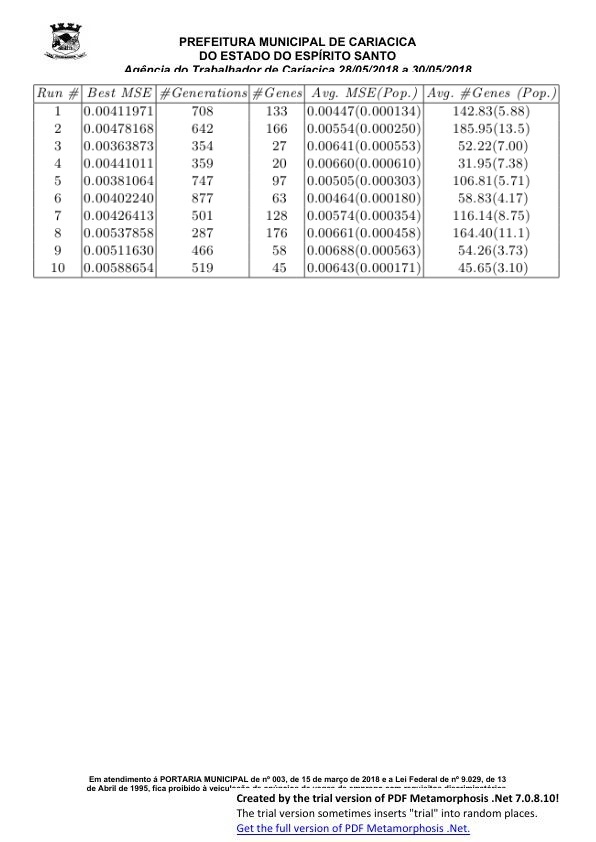 PREFEITURA MUNICIPAL DE CARIACICA
DO ESTADO DO ESPÍRITO SANTO
Agência do Trabalhador de Cariacica 28/05/2018 a 30/05/2018
Run # Best MSE #Generations #Genes Avg. MSE(Pop.) Avg. #Genes (Pop.)
1 0.00411971 708 133 0.00447(0.000134) 142.83(5.88)
2 0.00478168 642 166 0.00554(0.000250) 185.95(13.5)
3 0.00363873 354 27 0.00641(0.000553) 52.22(7.00)
4 0.00441011 359 20 0.00660(0.000610) 31.95(7.38)
5 0.00381064 747 97 0.00505(0.000303) 106.81(5.71)
6 0.00402240 877 63 0.00464(0.000180) 58.83(4.17)
7 0.00426413 501 128 0.00574(0.000354) 116.14(8.75)
8 0.00537858 287 176 0.00661(0.000458) 164.40(11.1)
9 0.00511630 466 58 0.00688(0.000563) 54.26(3.73)
10 0.00588654 519 45 0.00643(0.000171) 45.65(3.10)
Em atendimento á PORTARIA MUNICIPAL de nº 003, de 15 de março de 2018 e a Lei Federal de nº 9.029, de 13
de Abril de 1995, fica proibido à
Created by the trial version of PDF Metamorphosis .Net 7.0.8.10!
The trial version sometimes inserts "trial" into random places.
Get the full version of PDF Metamorphosis .Net.